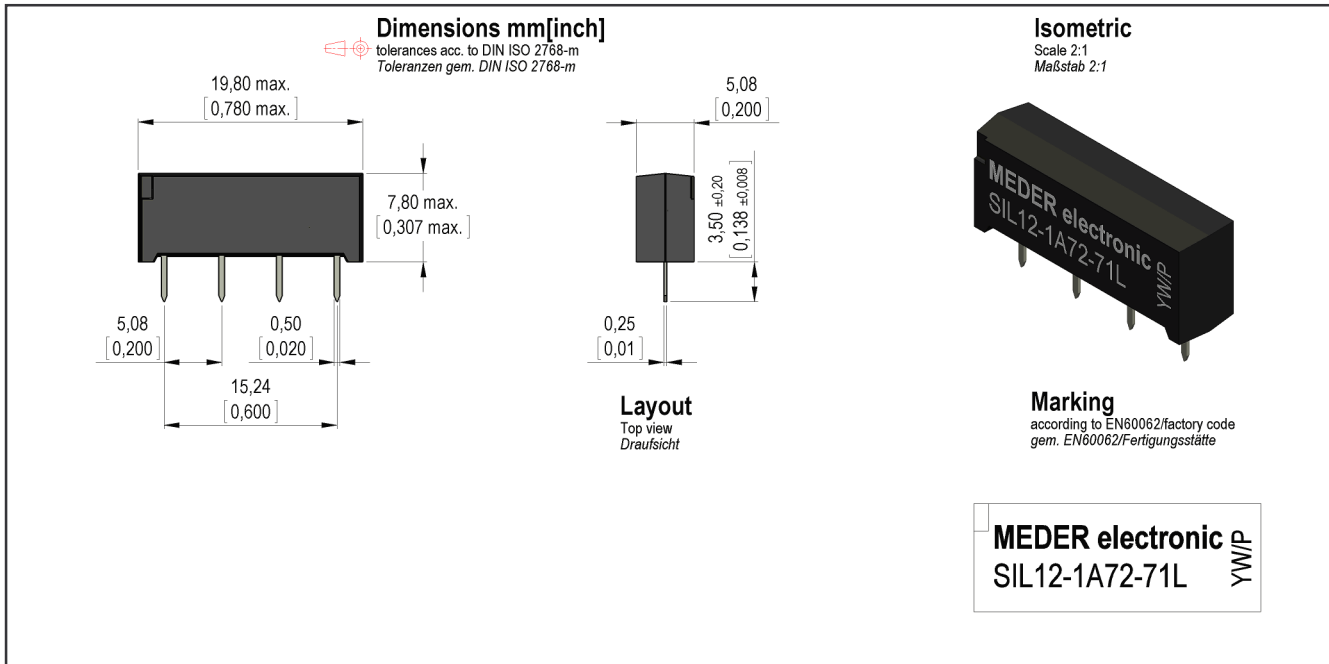 Dimensions mm[inch]
tolerances acc. to DIN ISO 2768-m
Toleranzen gem. DIN ISO 2768-m
19,80 max.
[0,780 max.]
7,80 max.
[0,307 max.]
5,08
[0,200]
0,50
[0,020]
15,24
[0,600]
5,08
[0,200]
3,50 ±0,20
[0,138 ±0,008]
0,25
[0,01]
Layout
Top view
Draufsicht
Isometric
Scale 2:1
Maßstab 2:1
MEDER electronic
SIL12-1A72-71L
YW/P
Marking
according to EN60062/factory code
gem. EN60062/Fertigungsstätte
MEDER electronic
SIL12-1A72-71L
YW/P